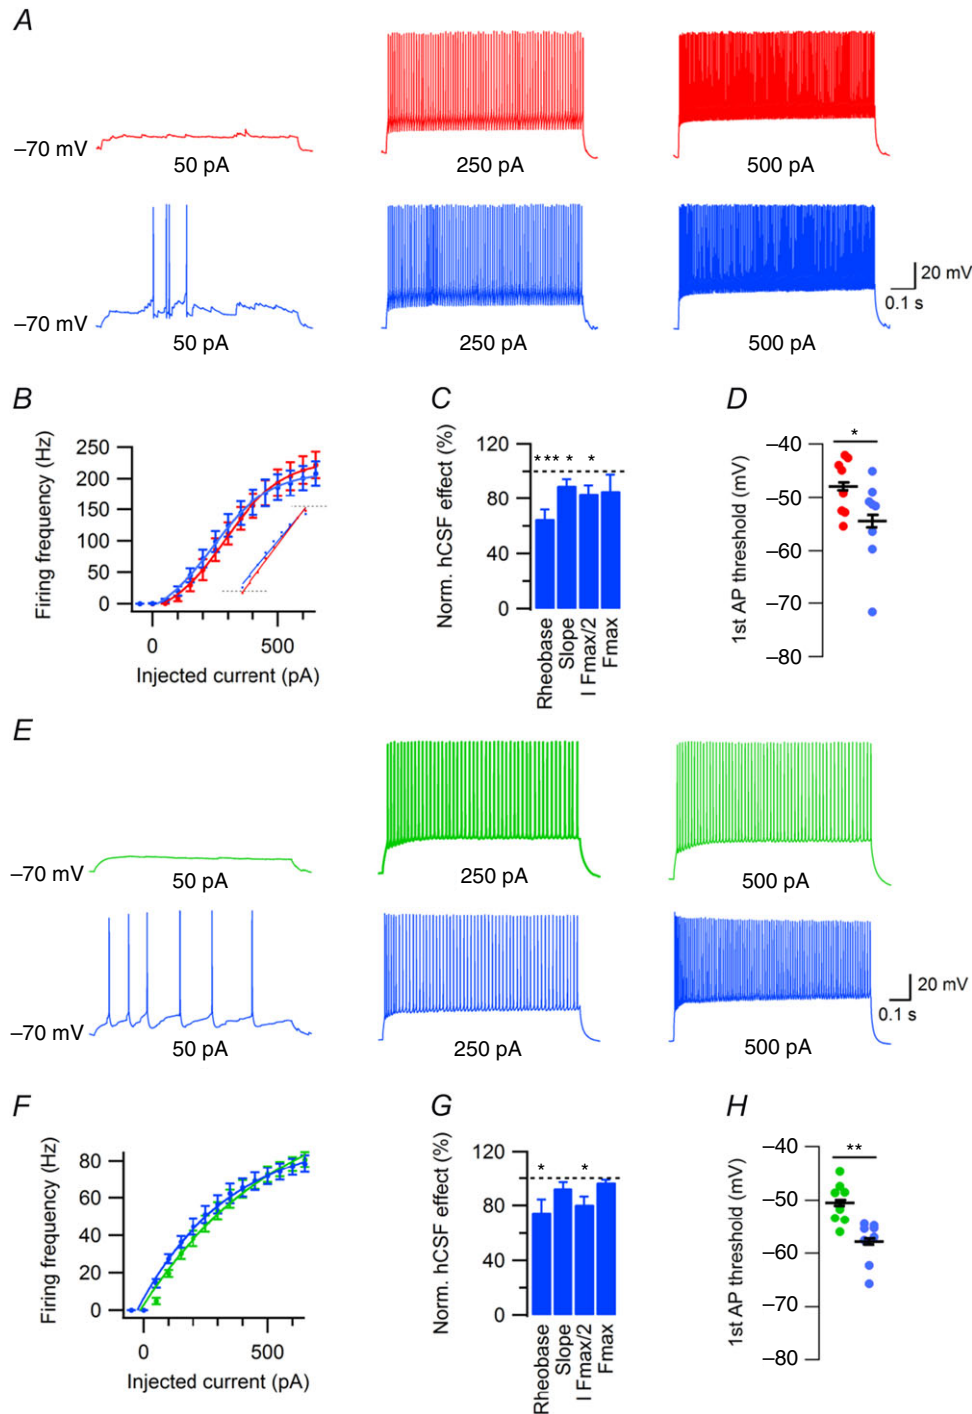 A
–70 mV
50 pA
250 pA
500 pA
–70 mV
50 pA
250 pA
500 pA
20 mV
0.1 s
B
Firing frequency (Hz)
250
200
150
100
50
0
0
500
Injected current (pA)
C
Norm. hCSF effect (%)
120
80
40
0
*** * *
Rheobase
Slope
I Fmax/2
Fmax
D
1st AP threshold (mV)
–40
–50
–60
–70
–80
*
E
–70 mV
50 pA
250 pA
500 pA
–70 mV
50 pA
250 pA
500 pA
20 mV
0.1 s
F
Firing frequency (Hz)
80
60
40
20
0
0
500
Injected current (pA)
G
Norm. hCSF effect (%)
120
80
40
0
* *
Rheobase
Slope
I Fmax/2
Fmax
H
1st AP threshold (mV)
–40
–50
–60
–70
–80
**